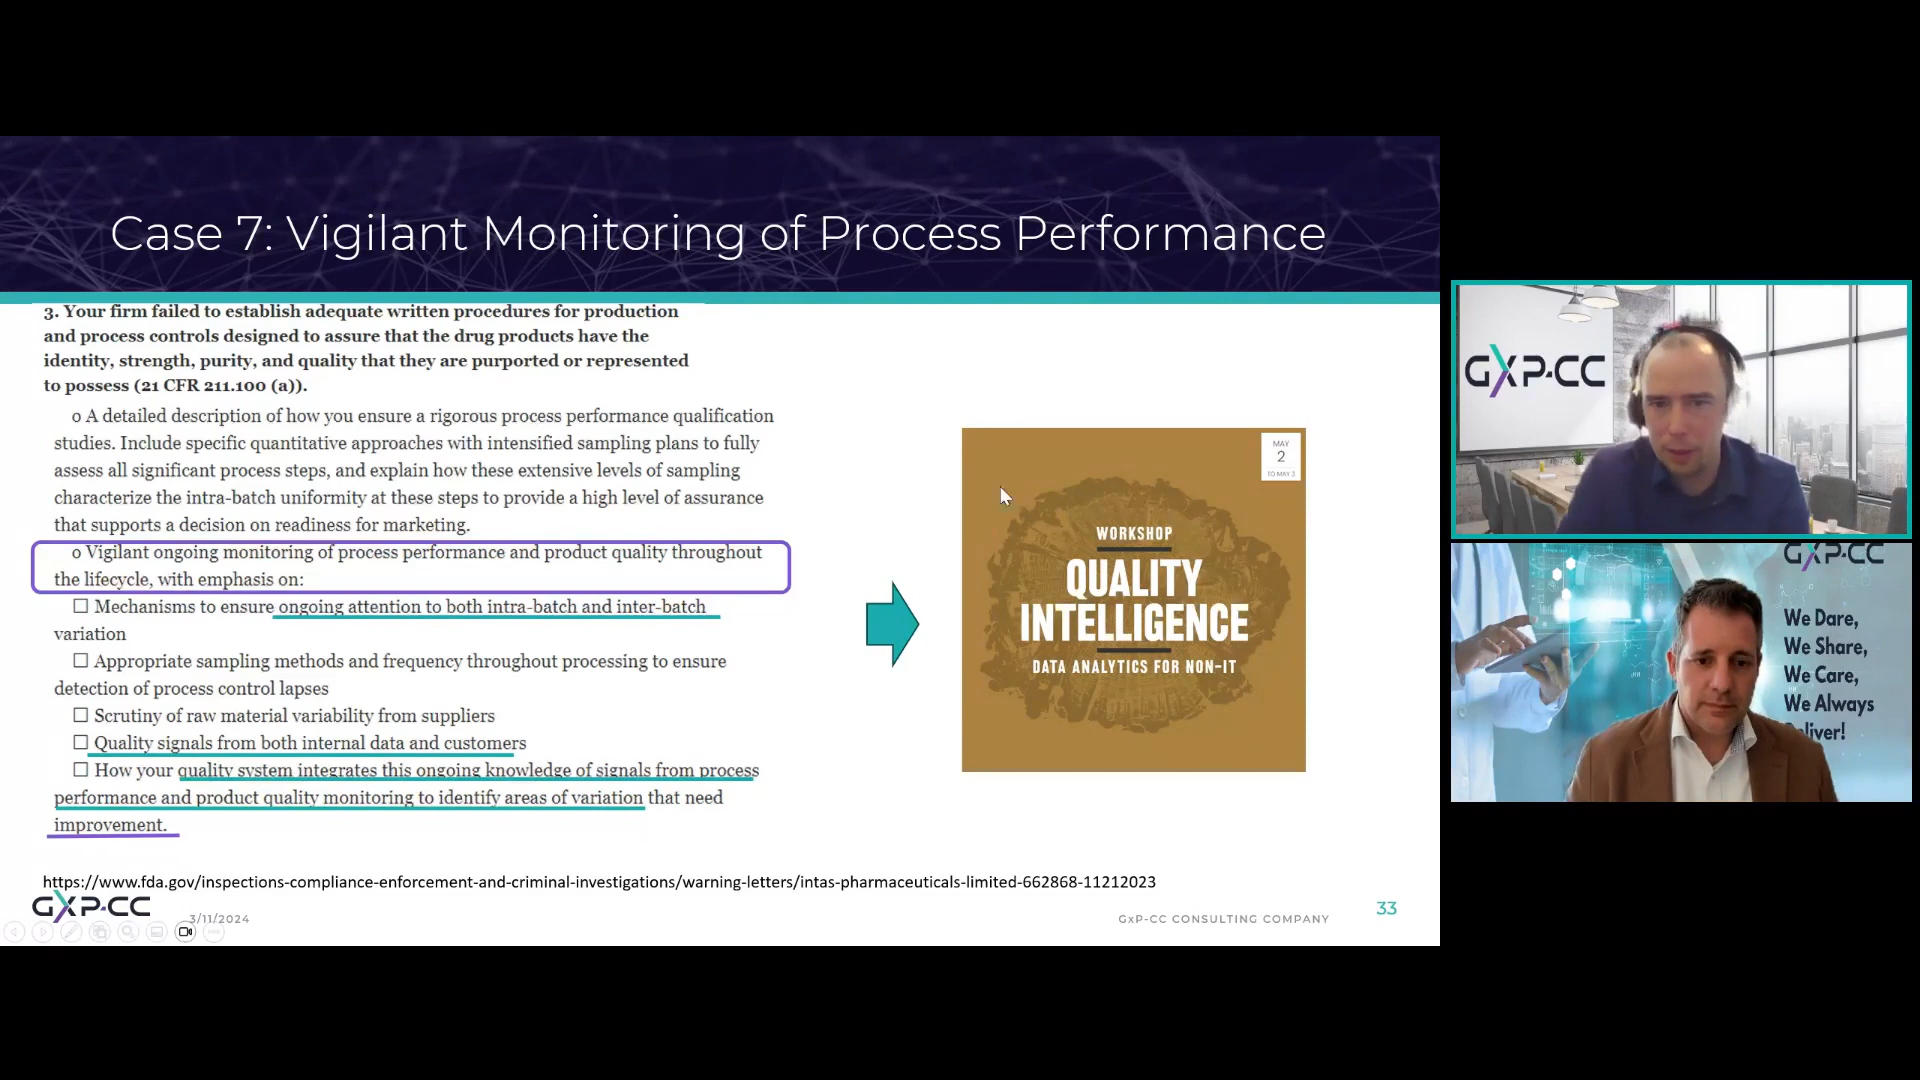 Case 7: Vigilant Monitoring of Process Performance
3. Your firm failed to establish adequate written procedures for production
and process controls designed to assure that the drug products have the
identity, strength, purity, and quality that they are purported or represented
to possess (21 CFR 211.100 (a)).
o A detailed description of how you ensure a rigorous process performance qualification
studies. Include specific quantitative approaches with intensified sampling plans to fully
assess all significant process steps, and explain how these extensive levels of sampling
characterize the intra-batch uniformity at these steps to provide a high level of assurance
that supports a decision on readiness for marketing.
o Vigilant ongoing monitoring of process performance and product quality throughout
the lifecycle, with emphasis on:
☐ Mechanisms to ensure ongoing attention to both intra-batch and inter-batch
variation
☐ Appropriate sampling methods and frequency throughout processing to ensure
detection of process control lapses
☐ Scrutiny of raw material variability from suppliers
☐ Quality signals from both internal data and customers
☐ How your quality system integrates this ongoing knowledge of signals from process
performance and product quality monitoring to identify areas of variation that need
improvement.
MAY
2
TO MAY 3
WORKSHOP
QUALITY
INTELLIGENCE
DATA ANALYTICS FOR NON-IT
https://www.fda.gov/inspections-compliance-enforcement-and-criminal-investigations/warning-letters/intas-pharmaceuticals-limited-662868-11212023
GXP-CC
3/11/2024
GxP-CC CONSULTING COMPANY
33
GXP-CC
GXP-CC
We Dare,
We Share,
We Care,
We Always
liver!